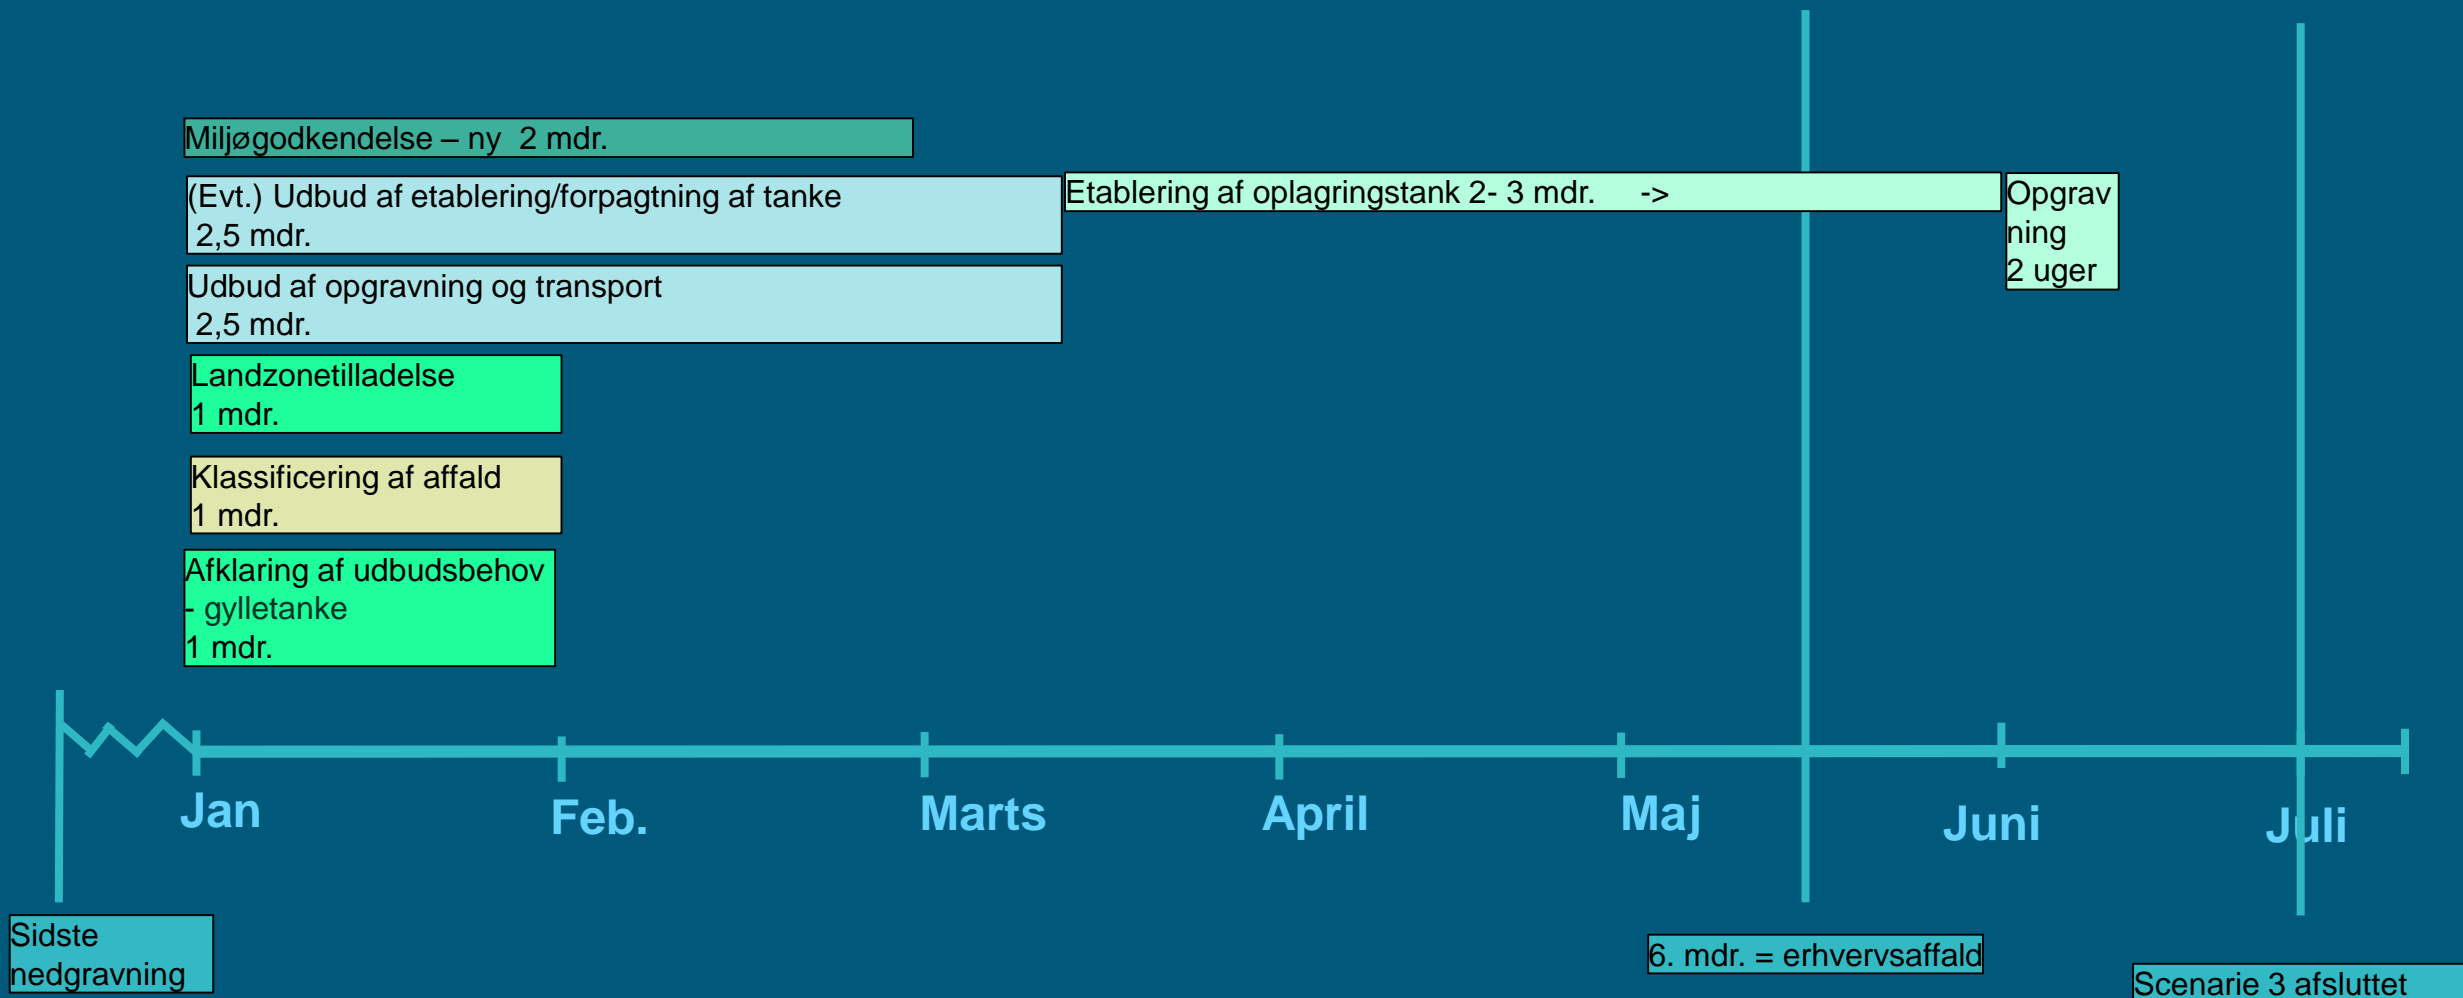 Miljøgodkendelse – ny  2 mdr.
(Evt.) Udbud af etablering/forpagtning af tanke
2,5 mdr.
Etablering af oplagringstank 2- 3 mdr.     ->
Opgrav
ning
2 uger
Udbud af opgravning og transport
2,5 mdr.
Landzonetilladelse
1 mdr.
Klassificering af affald
1 mdr.
Afklaring af udbudsbehov
- gylletanke
1 mdr.
Jan
Feb.
Marts
April
Maj
Juni
Juli
Sidste
nedgravning
6. mdr. = erhvervsaffald
Scenarie 3 afsluttet